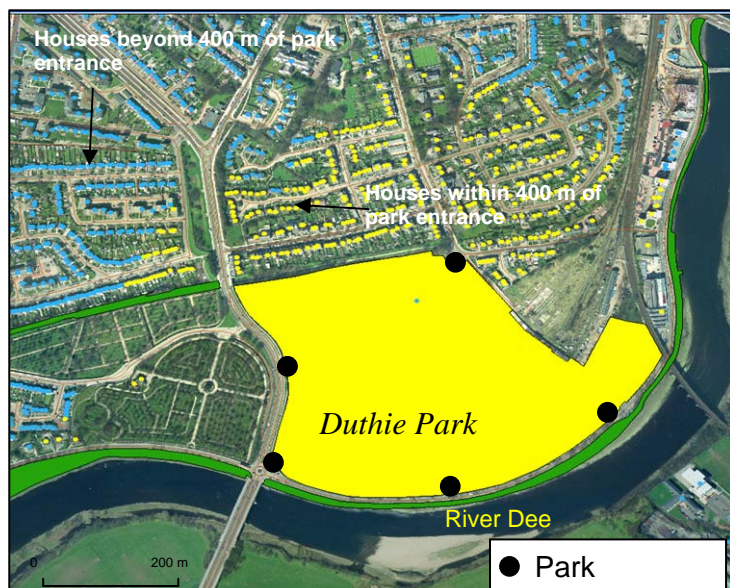 Houses beyond 400 m of park
entrance
Houses within 400 m of
park entrance
Duthie Park
River Dee
0 200 m
Park